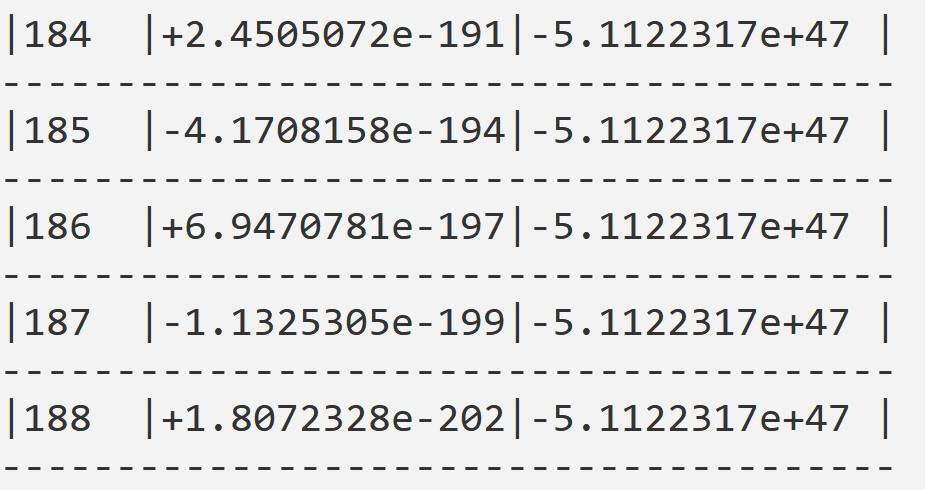 |184  |+2.4505072e-191|-5.1122317e+47 |
---------------------------------------
|185  |-4.1708158e-194|-5.1122317e+47 |
---------------------------------------
|186  |+6.9470781e-197|-5.1122317e+47 |
---------------------------------------
|187  |-1.1325305e-199|-5.1122317e+47 |
---------------------------------------
|188  |+1.8072328e-202|-5.1122317e+47 |
---------------------------------------